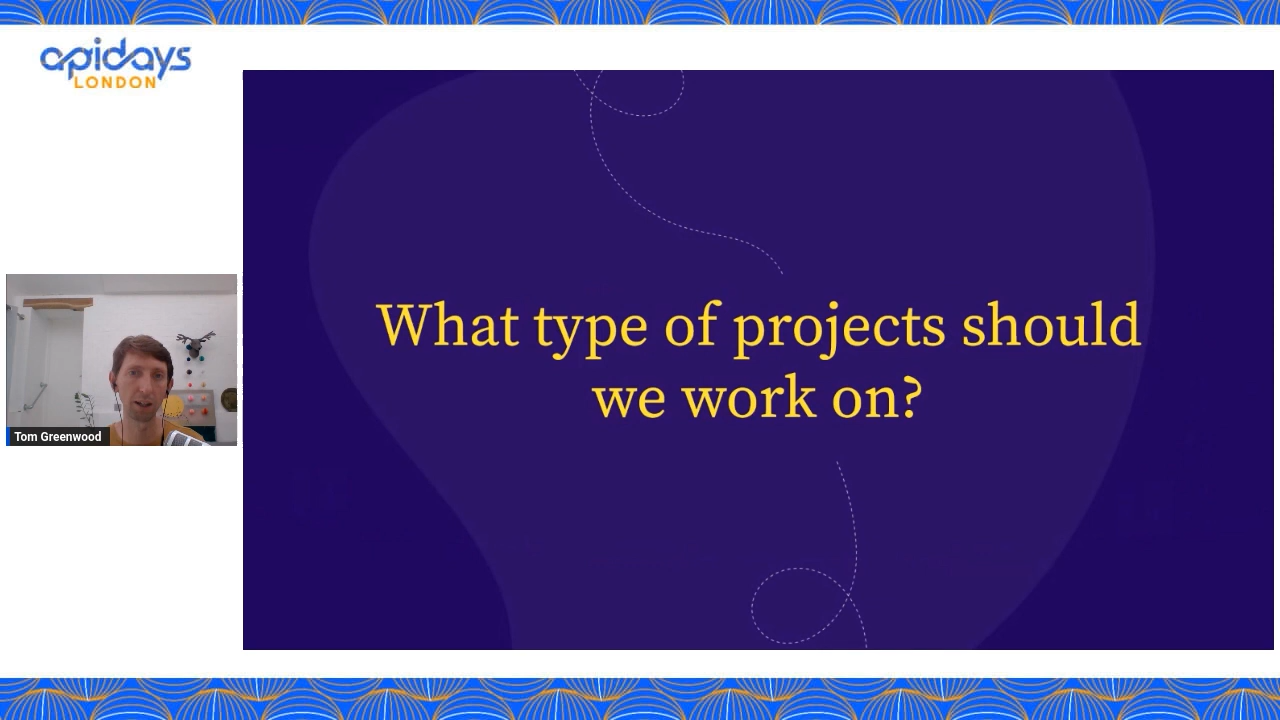 apidays
LONDON
What type of projects should
we work on?
Tom Greenwood